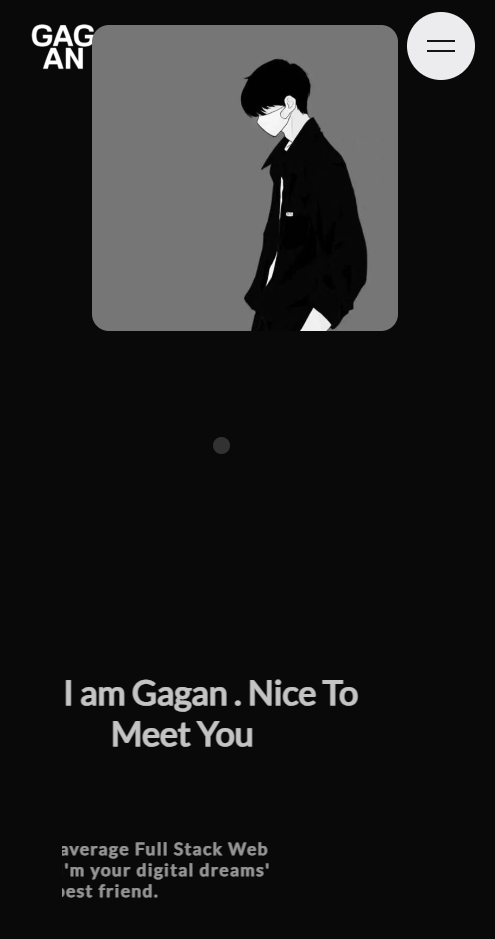 GAG
AN
I am Gagan . Nice To
Meet You
average Full Stack Web
'm your digital dreams'
best friend.